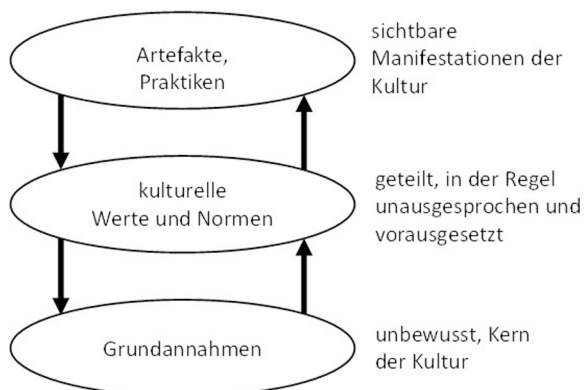 Artefakte,
Praktiken
sichtbare
Manifestationen der
Kultur
kulturelle
Werte und Normen
geteilt, in der Regel
unausgesprochen und
vorausgesetzt
Grundannahmen
unbewusst, Kern
der Kultur